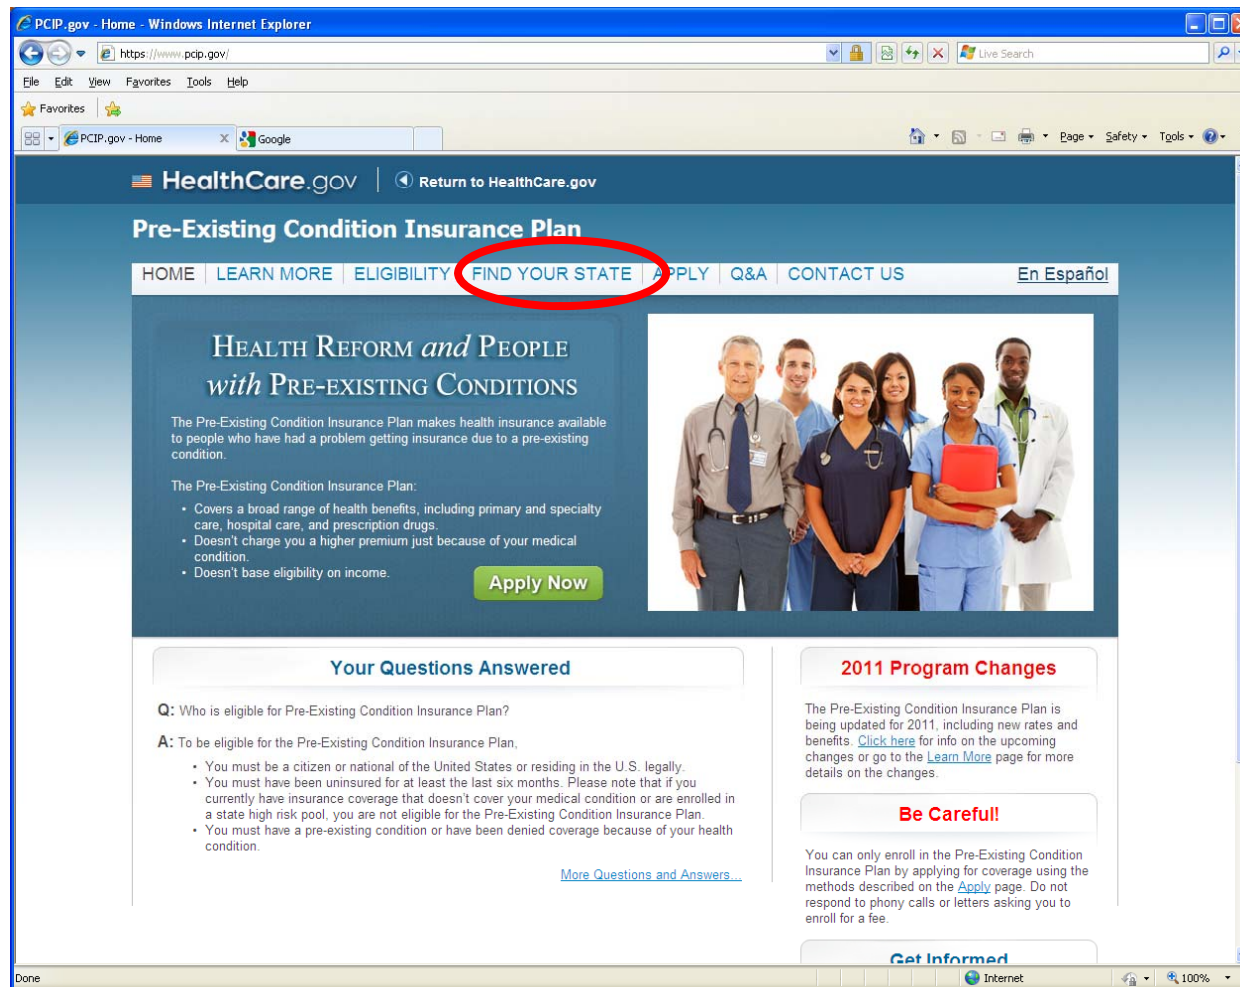 PCIP.gov - Home - Windows Internet Explorer
https://www.pcip.gov/
Live Search
File Edit View Favorites Tools Help
Favorites
PCIP.gov - Home
Google
Page Safety Tools
HealthCare.gov
Return to HealthCare.gov
Pre-Existing Condition Insurance Plan
HOME LEARN MORE ELIGIBILITY FIND YOUR STATE APPLY Q&A CONTACT US En Español
HEALTH REFORM and PEOPLE
with PRE-EXISTING CONDITIONS
The Pre-Existing Condition Insurance Plan makes health insurance available
to people who have had a problem getting insurance due to a pre-existing
condition.
The Pre-Existing Condition Insurance Plan:
• Covers a broad range of health benefits, including primary and specialty
care, hospital care, and prescription drugs.
• Doesn't charge you a higher premium just because of your medical
condition.
• Doesn't base eligibility on income.
Apply Now
Your Questions Answered
Q: Who is eligible for Pre-Existing Condition Insurance Plan?
A: To be eligible for the Pre-Existing Condition Insurance Plan,
• You must be a citizen or national of the United States or residing in the U.S. legally.
• You must have been uninsured for at least the last six months. Please note that if you
currently have insurance coverage that doesn't cover your medical condition or are enrolled in
a state high risk pool, you are not eligible for the Pre-Existing Condition Insurance Plan.
• You must have a pre-existing condition or have been denied coverage because of your health
condition.
More Questions and Answers...
2011 Program Changes
The Pre-Existing Condition Insurance Plan is
being updated for 2011, including new rates and
benefits. Click here for info on the upcoming
changes or go to the Learn More page for more
details on the changes.
Be Careful!
You can only enroll in the Pre-Existing Condition
Insurance Plan by applying for coverage using the
methods described on the Apply page. Do not
respond to phony calls or letters asking you to
enroll for a fee.
Get Informed
Done
Internet
100%